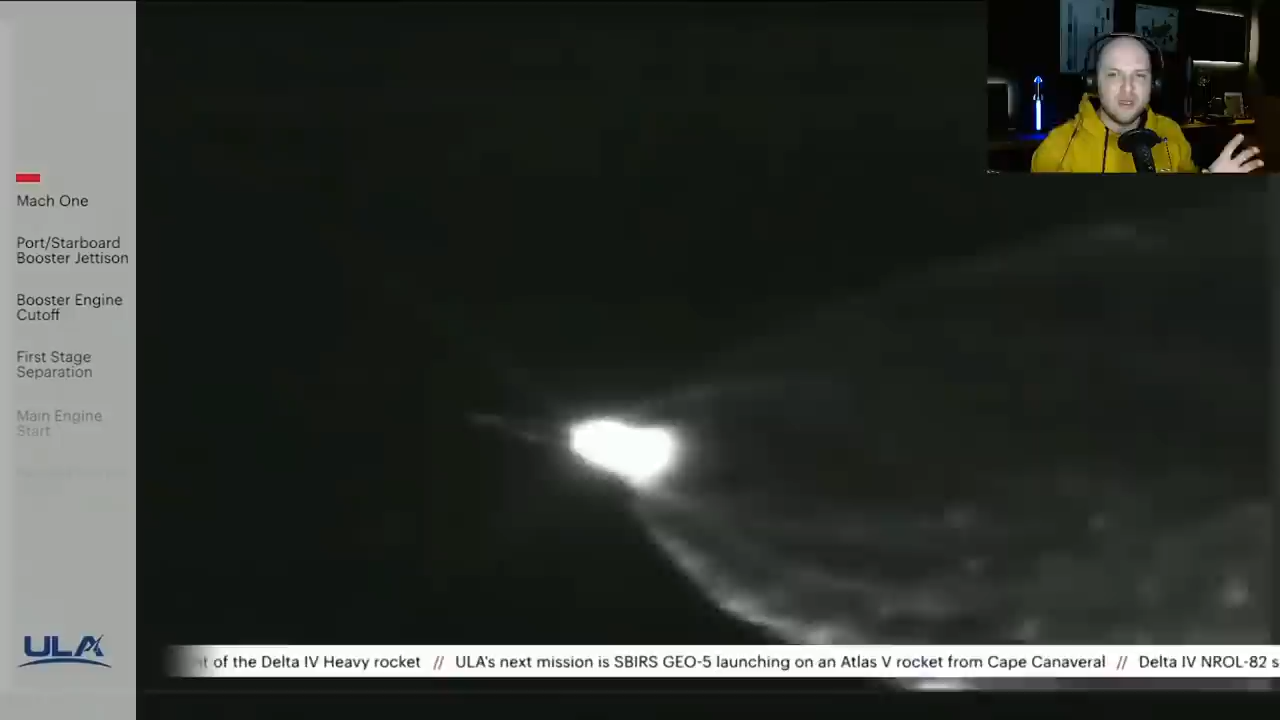 Mach One
Port/Starboard
Booster Jettison
Booster Engine
Cutoff
First Stage
Separation
Main Engine
Start
ULA
of the Delta IV Heavy rocket // ULA's next mission is SBIRS GEO-5 launching on an Atlas V rocket from Cape Canaveral // Delta IV NROL-82